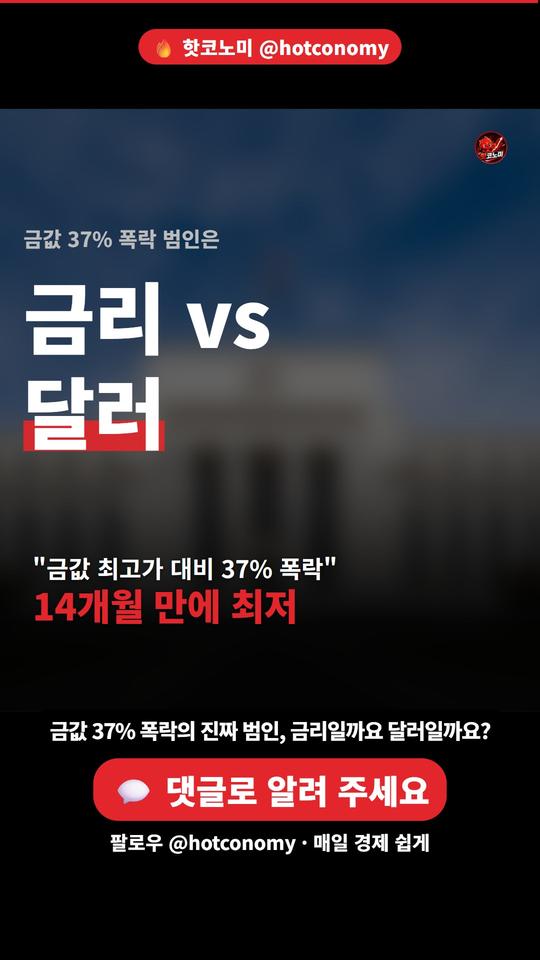 🔥 핫코노미 @hotconomy
코노미
금값 37% 폭락 범인은
금리 vs
달러
"금값 최고가 대비 37% 폭락"
14개월 만에 최저
금값 37% 폭락의 진짜 범인, 금리일까요 달러일까요?
💬 댓글로 알려 주세요
팔로우 @hotconomy · 매일 경제 쉽게